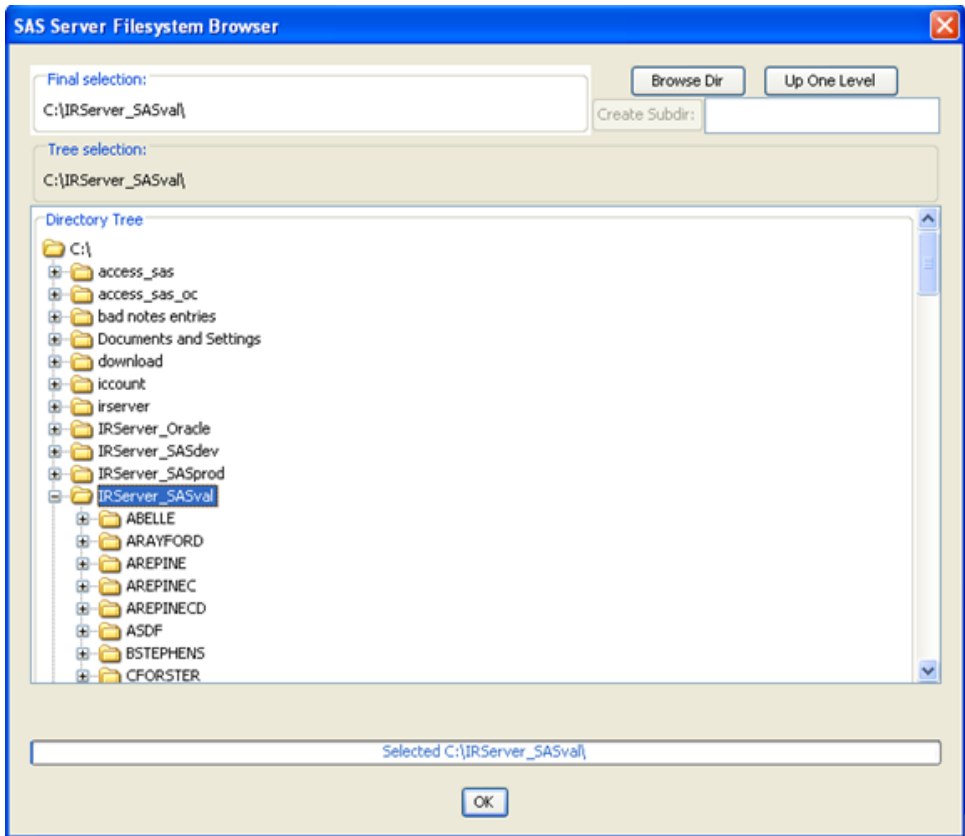 SAS Server Filesystem Browser
Final selection:
Browse Dir
Up One Level
C:\IRServer_SASval\
Create Subdir:
Tree selection:
C:\IRServer_SASval\
Directory Tree
C:\
access_sas
access_sas_oc
bad notes entries
Documents and Settings
download
iccount
irserver
IRServer_Oracle
IRServer_SASdev
IRServer_SASprod
IRServer_SASval
ABELLE
ARAYFORD
AREPINE
AREPINEC
AREPINECD
ASDF
BSTEPHENS
CFORSTER
Selected C:\IRServer_SASval\
OK